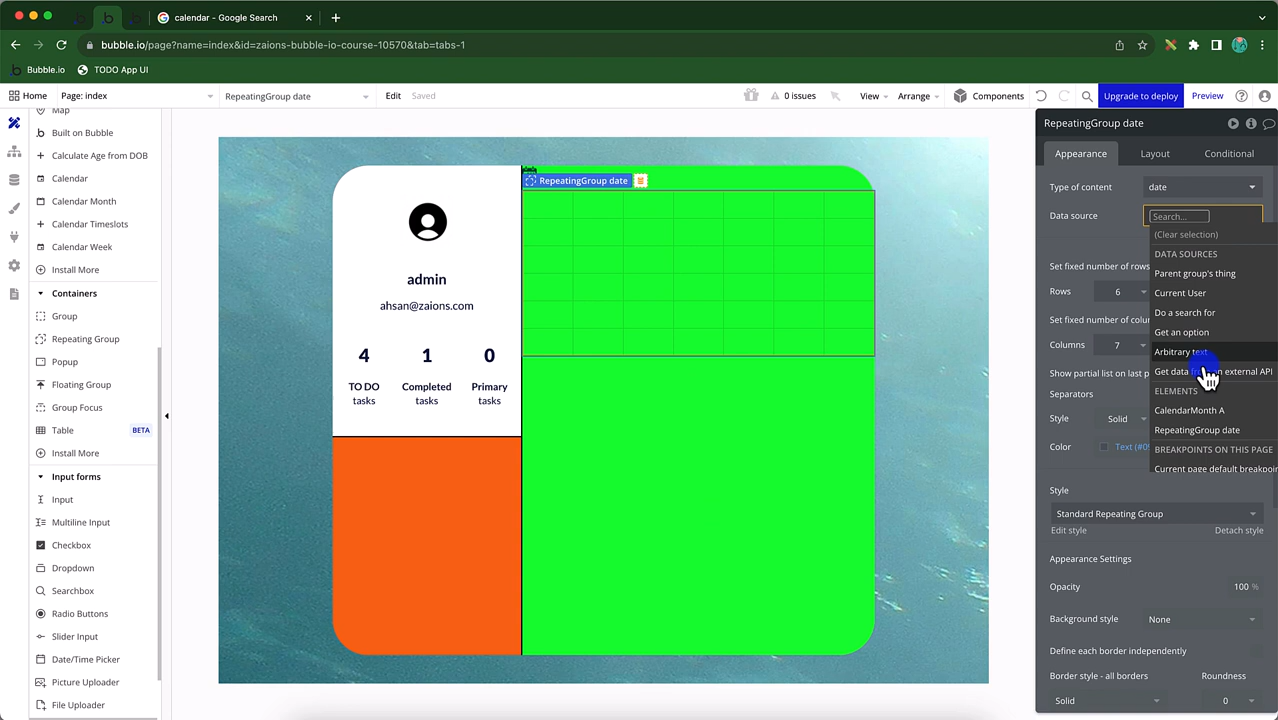 calendar - Google Search
bubble.io/page?name=index&id=zaions-bubble-io-course-10570&tab=tabs-1
Bubble.io
TODO App UI
Home
Page: index
RepeatingGroup date
Edit
Saved
0 issues
View
Arrange
Components
Upgrade to deploy
Preview
Map
Built on Bubble
Calculate Age from DOB
Calendar
Calendar Month
Calendar Timeslots
Calendar Week
Install More
Containers
Group
Repeating Group
Popup
Floating Group
Group Focus
Table
BETA
Install More
Input forms
Input
Multiline Input
Checkbox
Dropdown
Searchbox
Radio Buttons
Slider Input
Date/Time Picker
Picture Uploader
File Uploader
RepeatingGroup date
admin
ahsan@zaions.com
4 1 0
TO DO Completed Primary
tasks tasks tasks
RepeatingGroup date
Appearance
Layout
Conditional
Type of content
date
Data source
Search...
(Clear selection)
DATA SOURCES
Parent group's thing
Current User
Do a search for
Get an option
Arbitrary text
Get data from an external API
ELEMENTS
CalendarMonth A
RepeatingGroup date
BREAKPOINTS ON THIS PAGE
Current page default breakpoin
Set fixed number of rows
Rows
6
Set fixed number of colu
Columns
7
Show partial list on last p
Separators
Style
Solid
Color
Text (#0
Style
Standard Repeating Group
Edit style
Detach style
Appearance Settings
Opacity
100 %
Background style
None
Define each border independently
Border style - all borders
Roundness
Solid
0